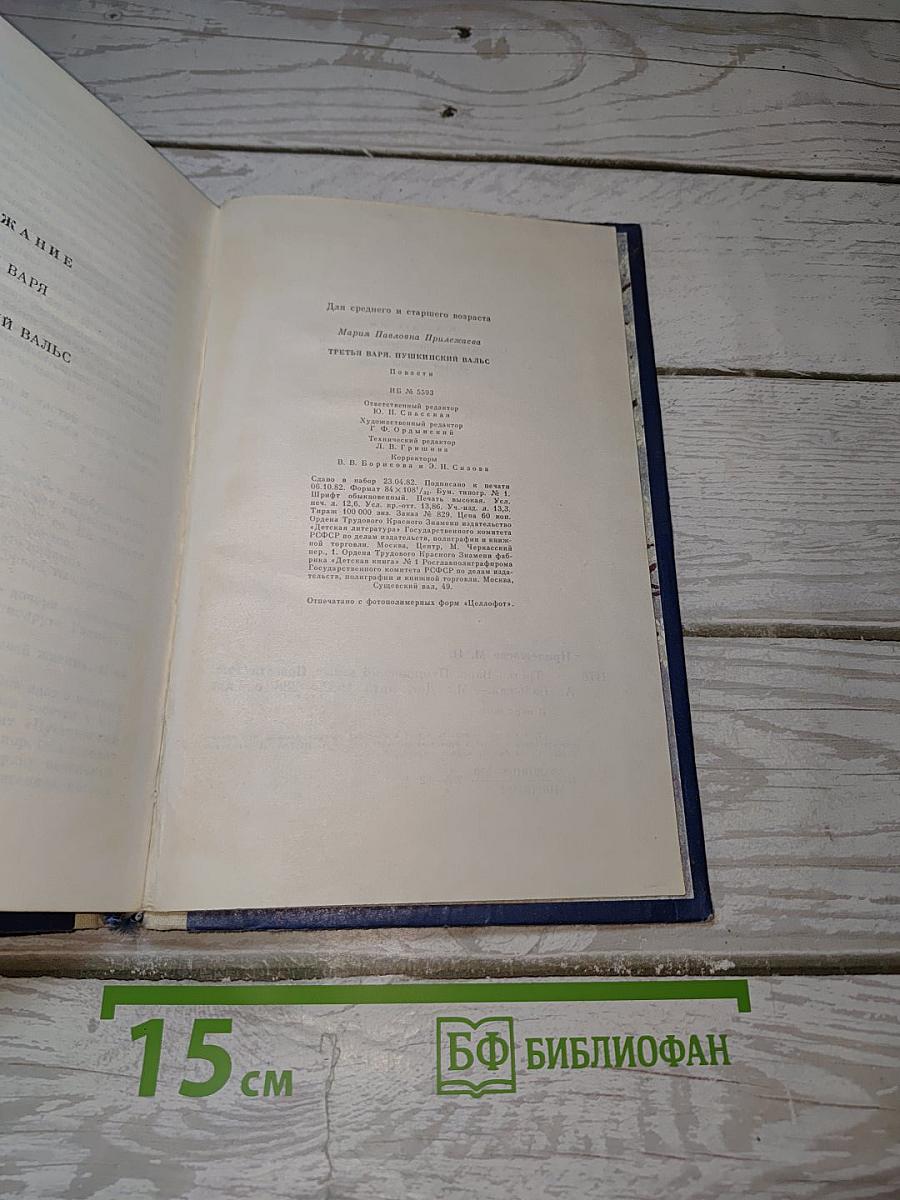 ЖАНИЕ
ВАРЯ
ИЙ ВАЛЬС
Для среднего и старшего возраста
Мария Павловна Прилежаева
ТРЕТЬЯ ВАРЯ. ПУШКИНСКИЙ ВАЛЬС
Повести
ИБ № 5593
Ответственный редактор
Ю. Н. Спасская
Художественный редактор
Г. Ф. Ордынский
Технический редактор
Л. В. Гришина
Корректоры
В. В. Борисова и Э. Н. Сизова
Сдано в набор 23.04.82. Подписано к печати
06.10.82. Формат 84×108¹/₃₂. Бум. типогр. № 1.
Шрифт обыкновенный. Печать высокая. Усл.
печ. л. 12,6. Усл. кр.-отт. 13,86. Уч.-изд. л. 13,3.
Тираж 100 000 экз. Заказ № 829. Цена 60 коп.
Ордена Трудового Красного Знамени издательство
«Детская литература» Государственного комитета
РСФСР по делам издательств, полиграфии и книж-
ной торговли. Москва, Центр, М. Черкасский
пер., 1. Ордена Трудового Красного Знамени фаб-
рика «Детская книга» № 1 Росглавполиграфпрома
Государственного комитета РСФСР по делам изда-
тельств, полиграфии и книжной торговли. Москва,
Сущевский вал, 49.
Отпечатано с фотополимерных форм «Целлофот».
15 см
БФ БИБЛИОФАН